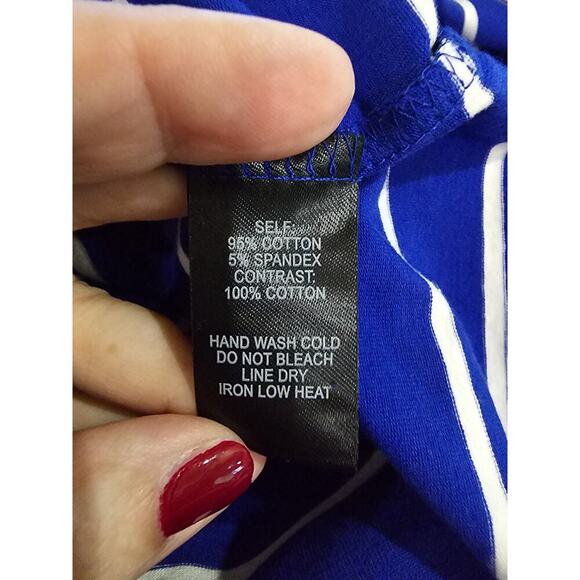 SELF:
95% COTTON
5% SPANDEX
CONTRAST:
100% COTTON
HAND WASH COLD
DO NOT BLEACH
LINE DRY
IRON LOW HEAT